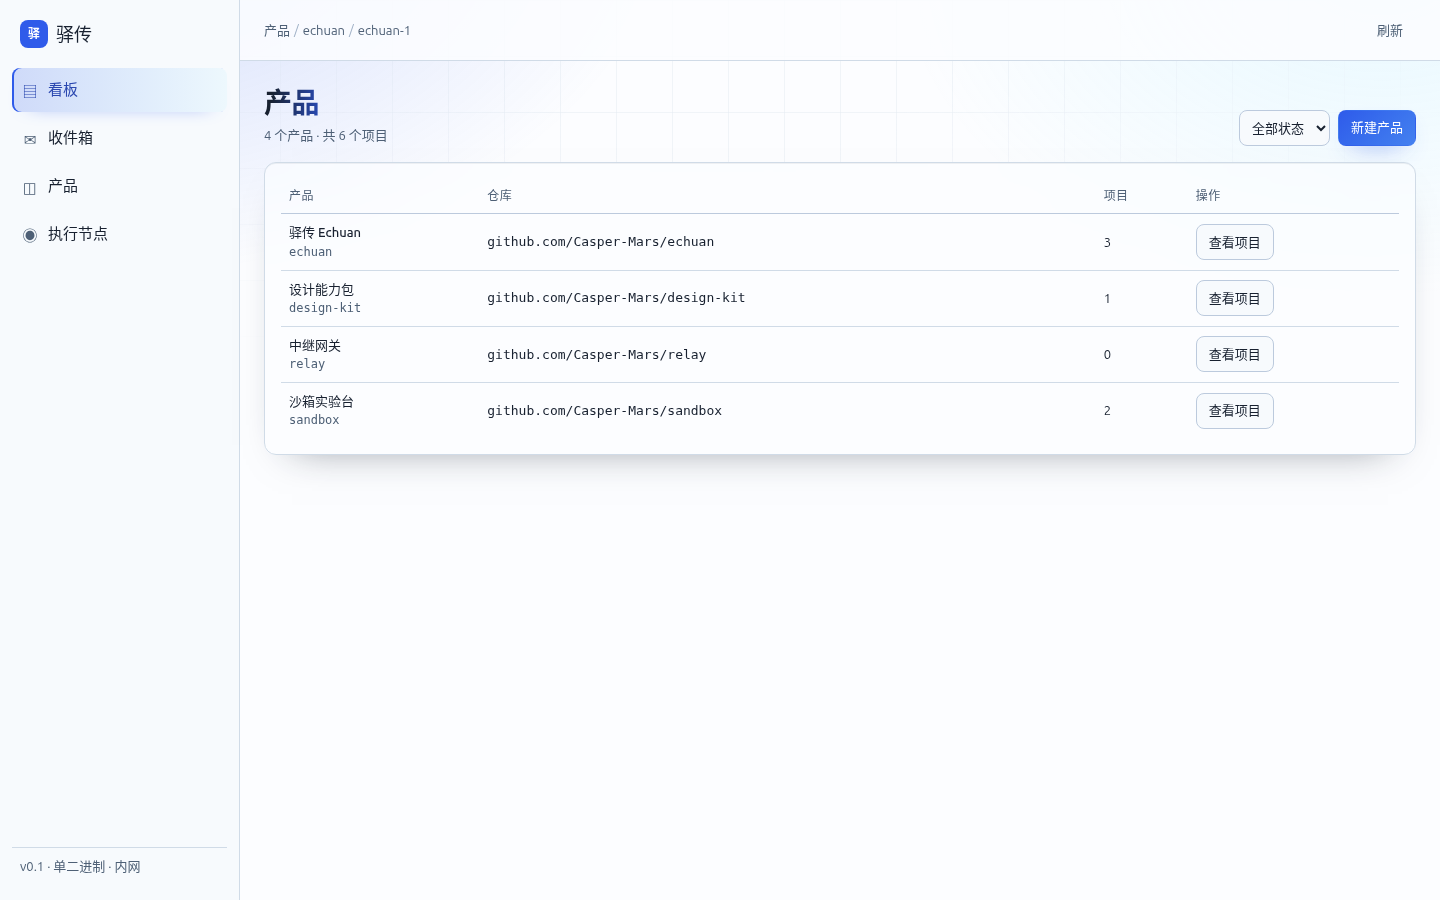 驿 驿传
看板
收件箱
产品
执行节点
v0.1 · 单二进制 · 内网
产品 / echuan / echuan-1
刷新
产品
4 个产品 · 共 6 个项目
全部状态
新建产品
产品 仓库 项目 操作
驿传 Echuan
echuan
github.com/Casper-Mars/echuan 3 查看项目
设计能力包
design-kit
github.com/Casper-Mars/design-kit 1 查看项目
中继网关
relay
github.com/Casper-Mars/relay 0 查看项目
沙箱实验台
sandbox
github.com/Casper-Mars/sandbox 2 查看项目